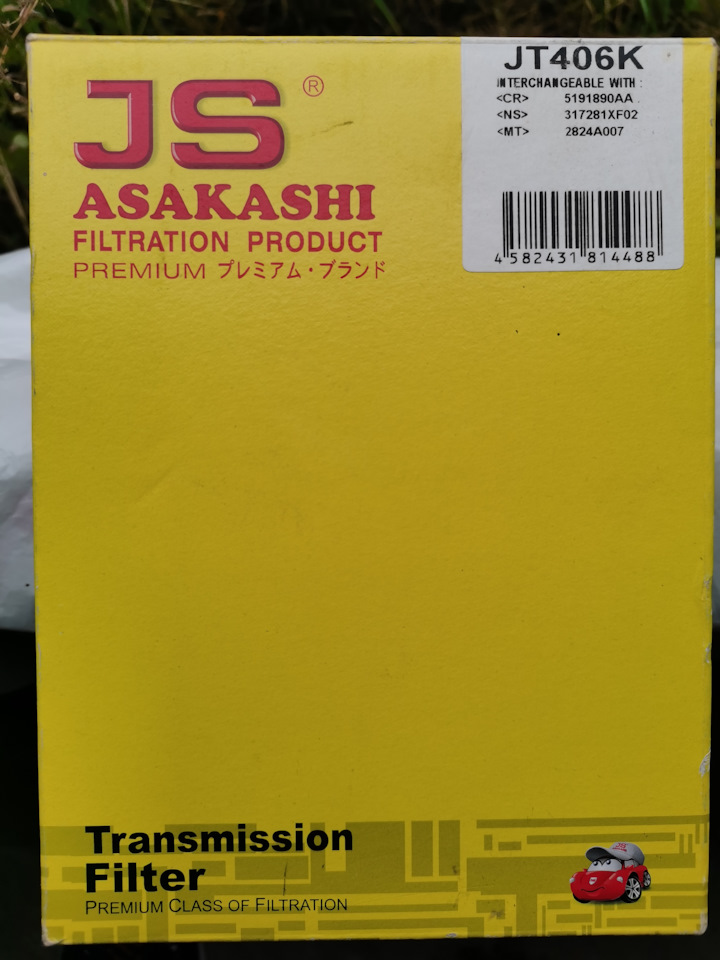 JS ®
ASAKASHI
FILTRATION PRODUCT
PREMIUM プレミアム・ブランド
JT406K
INTERCHANGEABLE WITH :
<CR> 5191890AA .
<NS> 317281XF02
<MT> 2824A007
4 582431 814488
Transmission
Filter
PREMIUM CLASS OF FILTRATION
JS